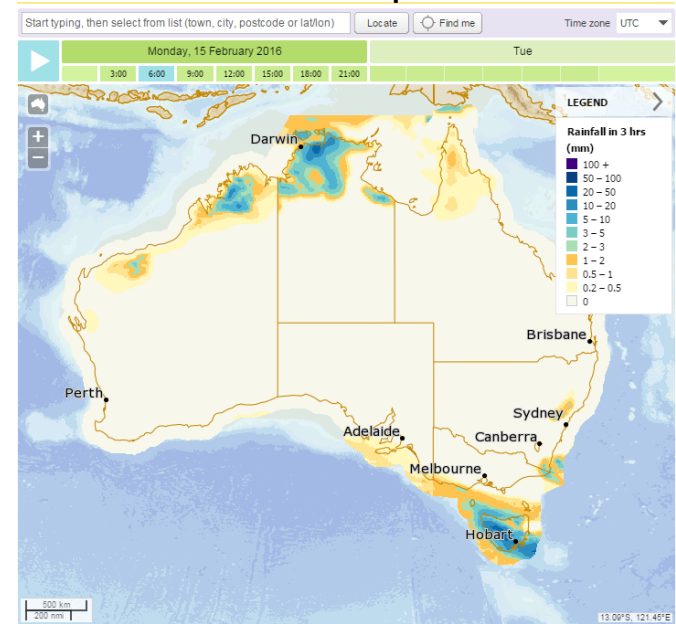 Start typing, then select from list (town, city, postcode or lat/lon) Locate Find me Time zone UTC
Monday, 15 February 2016 Tue
3:00 6:00 9:00 12:00 15:00 18:00 21:00
LEGEND
Rainfall in 3 hrs
(mm)
100 +
50 – 100
20 – 50
10 – 20
5 – 10
3 – 5
2 – 3
1 – 2
0.5 – 1
0.2 – 0.5
0
+
−
Darwin
Brisbane
Perth
Sydney
Adelaide
Canberra
Melbourne
Hobart
500 km
200 nmi
13.09°S, 121.45°E